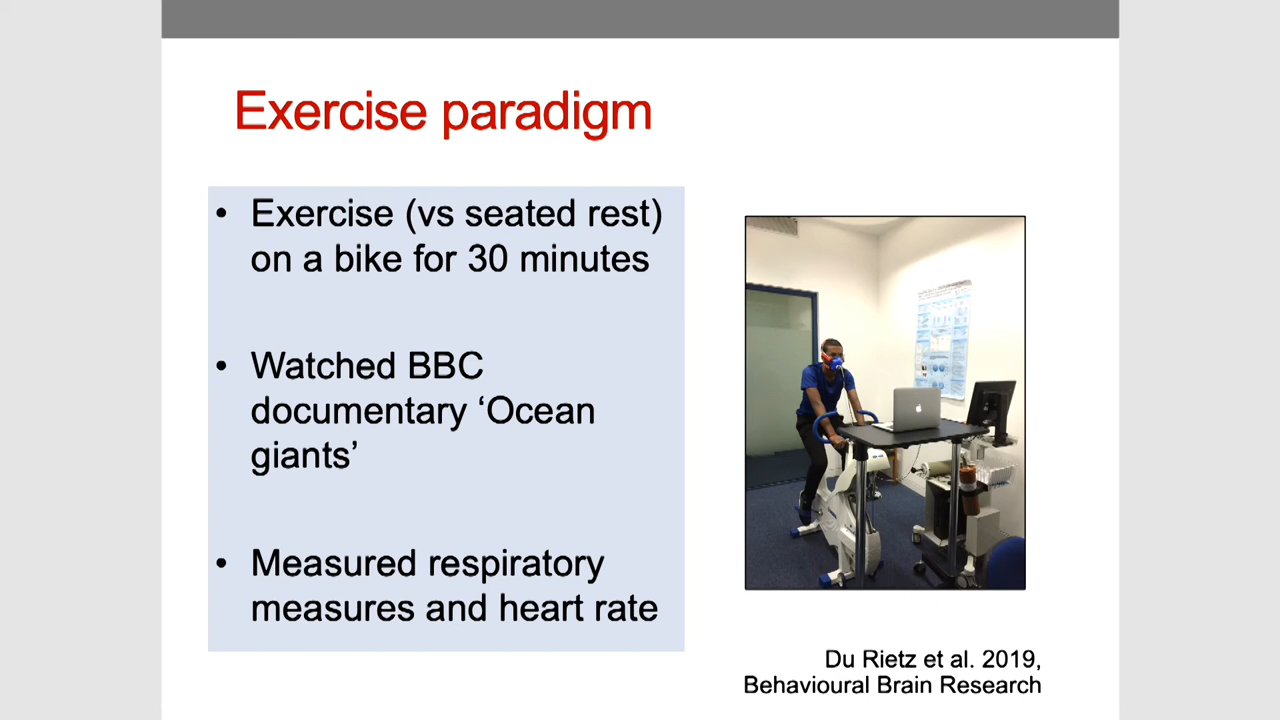 Exercise paradigm
• Exercise (vs seated rest)
on a bike for 30 minutes
• Watched BBC
documentary ‘Ocean
giants’
• Measured respiratory
measures and heart rate
Du Rietz et al. 2019,
Behavioural Brain Research